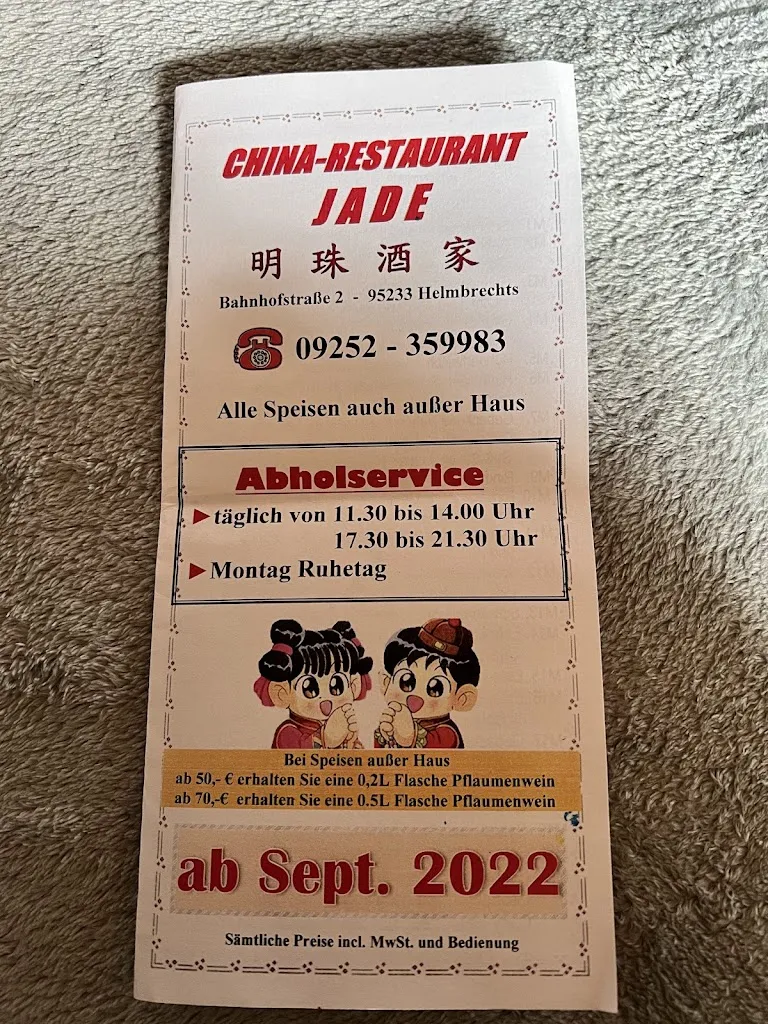 CHINA-RESTAURANT
JADE
明珠酒家
Bahnhofstraße 2 - 95233 Helmbrechts
09252 - 359983
Alle Speisen auch außer Haus
Abholservice
►täglich von 11.30 bis 14.00 Uhr
17.30 bis 21.30 Uhr
►Montag Ruhetag
Bei Speisen außer Haus
ab 50,- € erhalten Sie eine 0,2L Flasche Pflaumenwein
ab 70,-€ erhalten Sie eine 0.5L Flasche Pflaumenwein
ab Sept. 2022
Sämtliche Preise incl. MwSt. und Bedienung